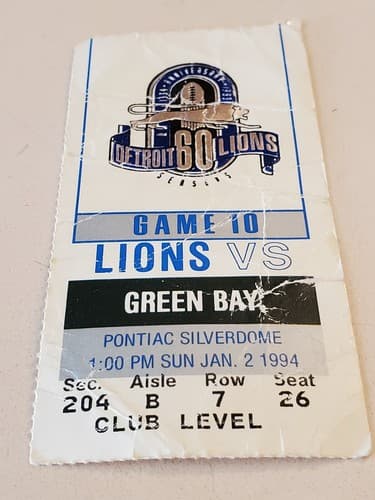 ANNIVERSARY
DETROIT 60 LIONS
SEASONS
GAME 10
LIONS VS
GREEN BAY
PONTIAC SILVERDOME
1:00 PM SUN JAN. 2 1994
Sec. Aisle Row Seat
204 B 7 26
CLUB LEVEL